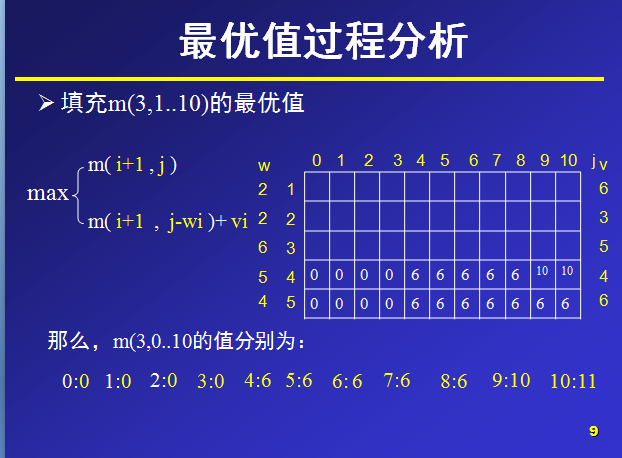 最优值过程分析
填充m(3,1..10)的最优值
max
m( i+1 , j )
m( i+1 , j-wi )+ vi
w 0 1 2 3 4 5 6 7 8 9 10 j v
2 1 6
2 2 3
6 3 5
5 4 0 0 0 0 6 6 6 6 6 10 10 4
4 5 0 0 0 0 6 6 6 6 6 6 6 6
那么，m(3,0..10的值分别为：
0:0 1:0 2:0 3:0 4:6 5:6 6:6 7:6 8:6 9:10 10:11
9